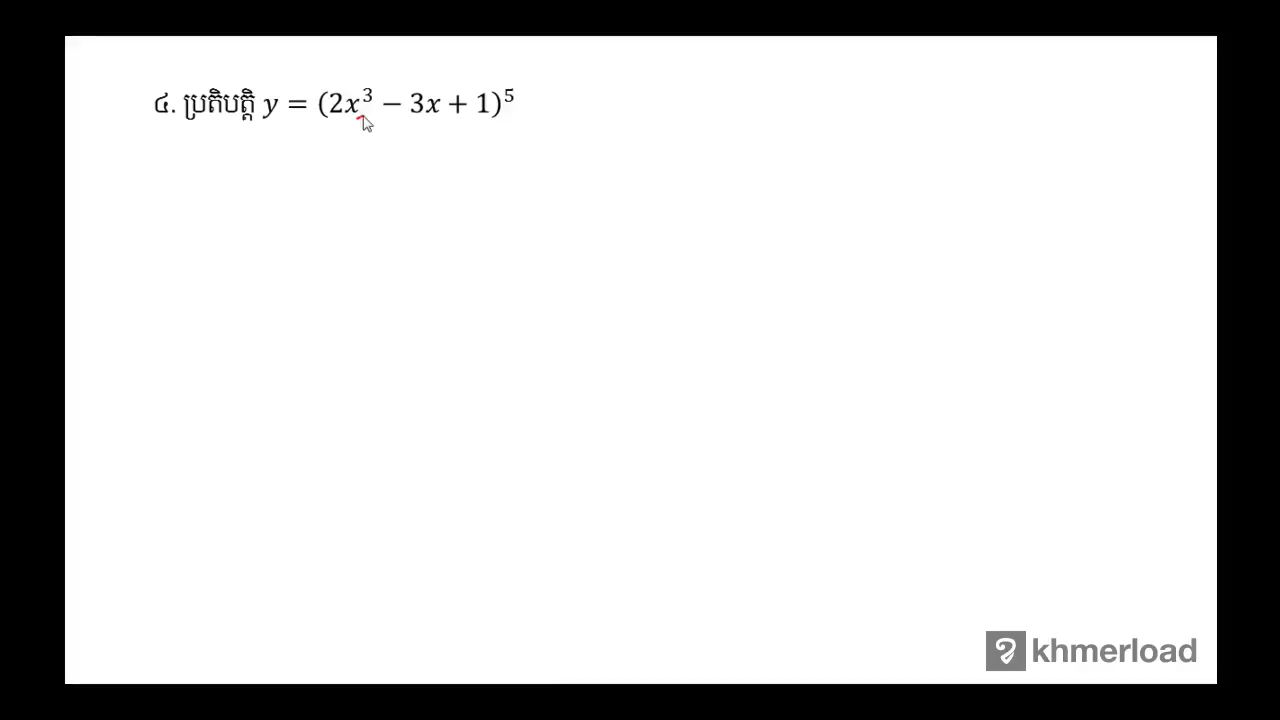 ៤. ប្រតិបត្តិ y = (2x³ − 3x + 1)⁵
khmerload